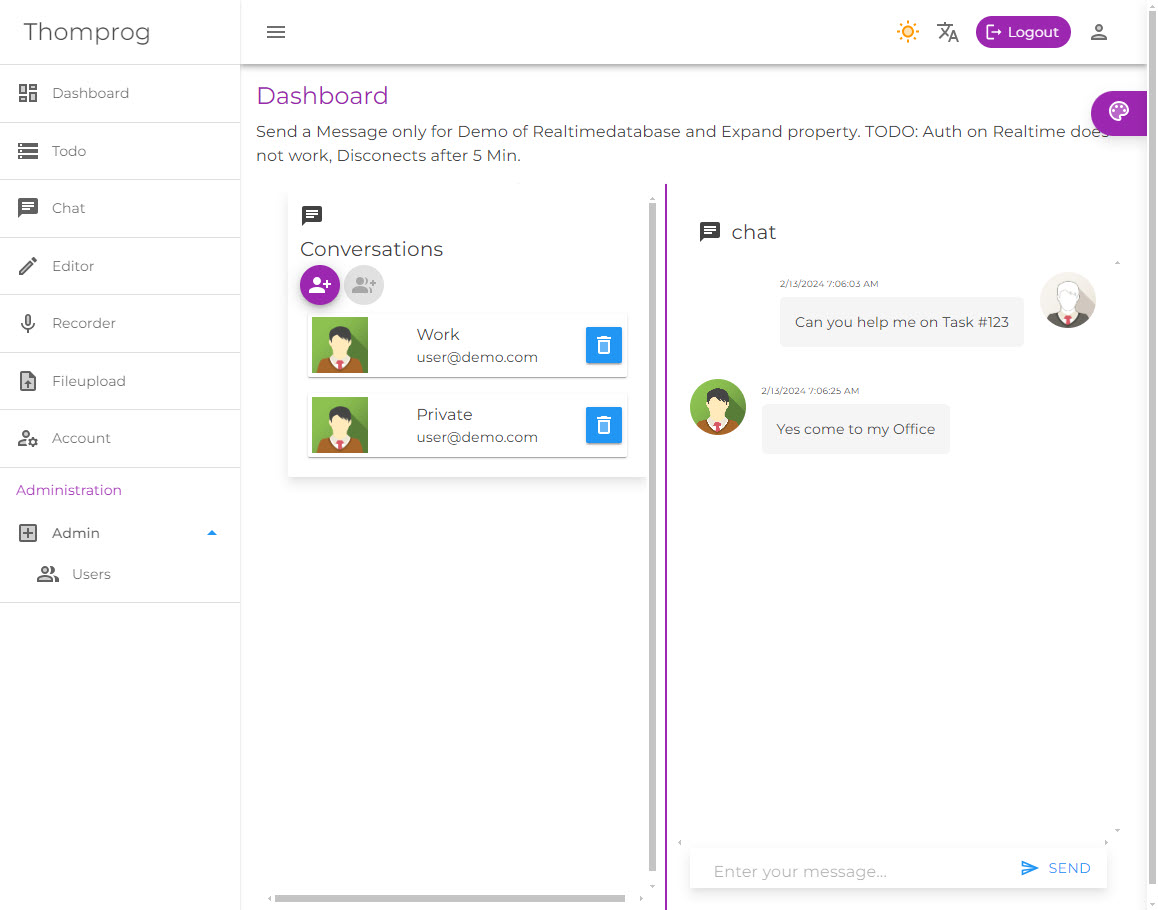 Thomprog
Logout
Dashboard
Todo
Chat
Editor
Recorder
Fileupload
Account
Administration
Admin
Users
Dashboard
Send a Message only for Demo of Realtimedatabase and Expand property. TODO: Auth on Realtime does
not work, Disconects after 5 Min.
Conversations
Work
user@demo.com
Private
user@demo.com
chat
2/13/2024 7:06:03 AM
Can you help me on Task #123
2/13/2024 7:06:25 AM
Yes come to my Office
Enter your message...
SEND